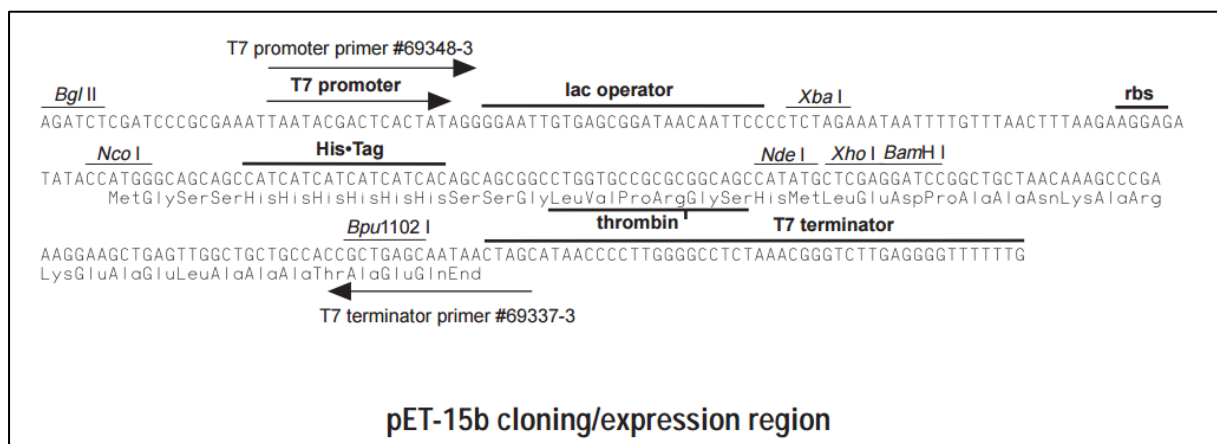 T7 promoter primer #69348-3
Bgl II T7 promoter lac operator Xba I rbs
AGATCTCGATCCCGCGAAATTAATACGACTCACTATAGGGGAATTGTGAGCGGATAACAATTCCCCTCTAGAAATAATTTTGTTTAACTTTAAGAAGGAGA
Nco I His•Tag Nde I Xho I BamH I
TATACCATGGGCAGCAGCCATCATCATCATCATCACAGCAGCGGCCTGGTGCCGCGCGGCAGCCATATGCTCGAGGATCCGGCTGCTAACAAAGCCCGA
MetGlySerSerHisHisHisHisHisHisSerSerGlyLeuValProArgGlySerHisMetLeuGluAspProAlaAlaAsnLysAlaArg
Bpu1102 I thrombin T7 terminator
AAGGAAGCTGAGTTGGCTGCTGCCACCGCTGAGCAATAACTAGCATAACCCCTTGGGGCCTCTAAACGGGTCTTGAGGGGTTTTTTG
LysGluAlaGluLeuAlaAlaAlaThrAlaGluGlnEnd
T7 terminator primer #69337-3
pET-15b cloning/expression region